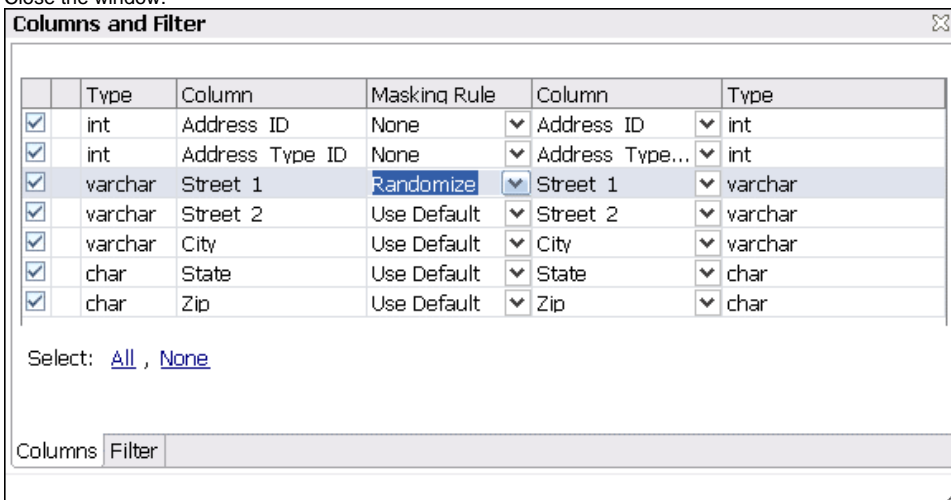 Close the window.
Columns and Filter
Type Column Masking Rule Column Type
int Address ID None Address ID int
int Address Type ID None Address Type... int
varchar Street 1 Randomize Street 1 varchar
varchar Street 2 Use Default Street 2 varchar
varchar City Use Default City varchar
char State Use Default State char
char Zip Use Default Zip char
Select: All , None
Columns Filter